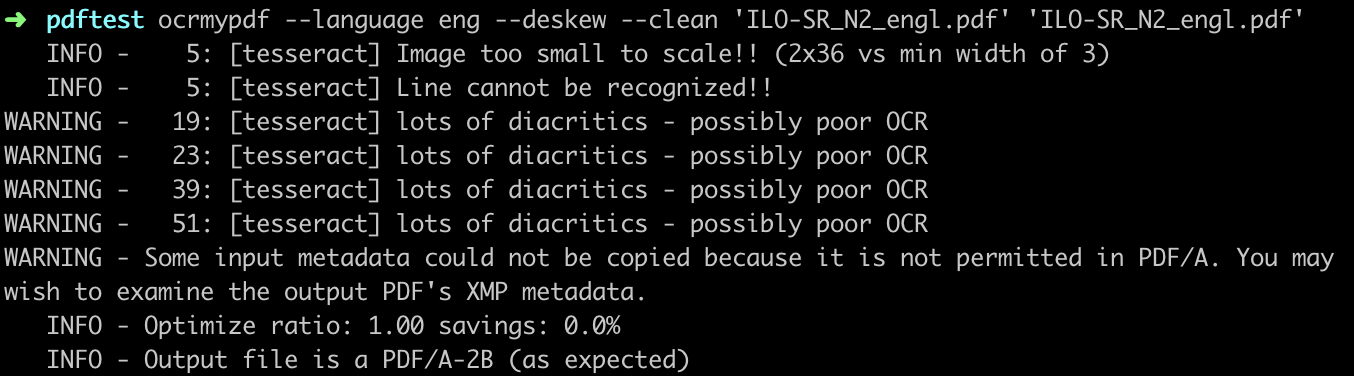 ➜ pdftest ocrmypdf --language eng --deskew --clean 'ILO-SR_N2_engl.pdf' 'ILO-SR_N2_engl.pdf'
INFO - 5: [tesseract] Image too small to scale!! (2x36 vs min width of 3)
INFO - 5: [tesseract] Line cannot be recognized!!
WARNING - 19: [tesseract] lots of diacritics - possibly poor OCR
WARNING - 23: [tesseract] lots of diacritics - possibly poor OCR
WARNING - 39: [tesseract] lots of diacritics - possibly poor OCR
WARNING - 51: [tesseract] lots of diacritics - possibly poor OCR
WARNING - Some input metadata could not be copied because it is not permitted in PDF/A. You may
wish to examine the output PDF's XMP metadata.
INFO - Optimize ratio: 1.00 savings: 0.0%
INFO - Output file is a PDF/A-2B (as expected)